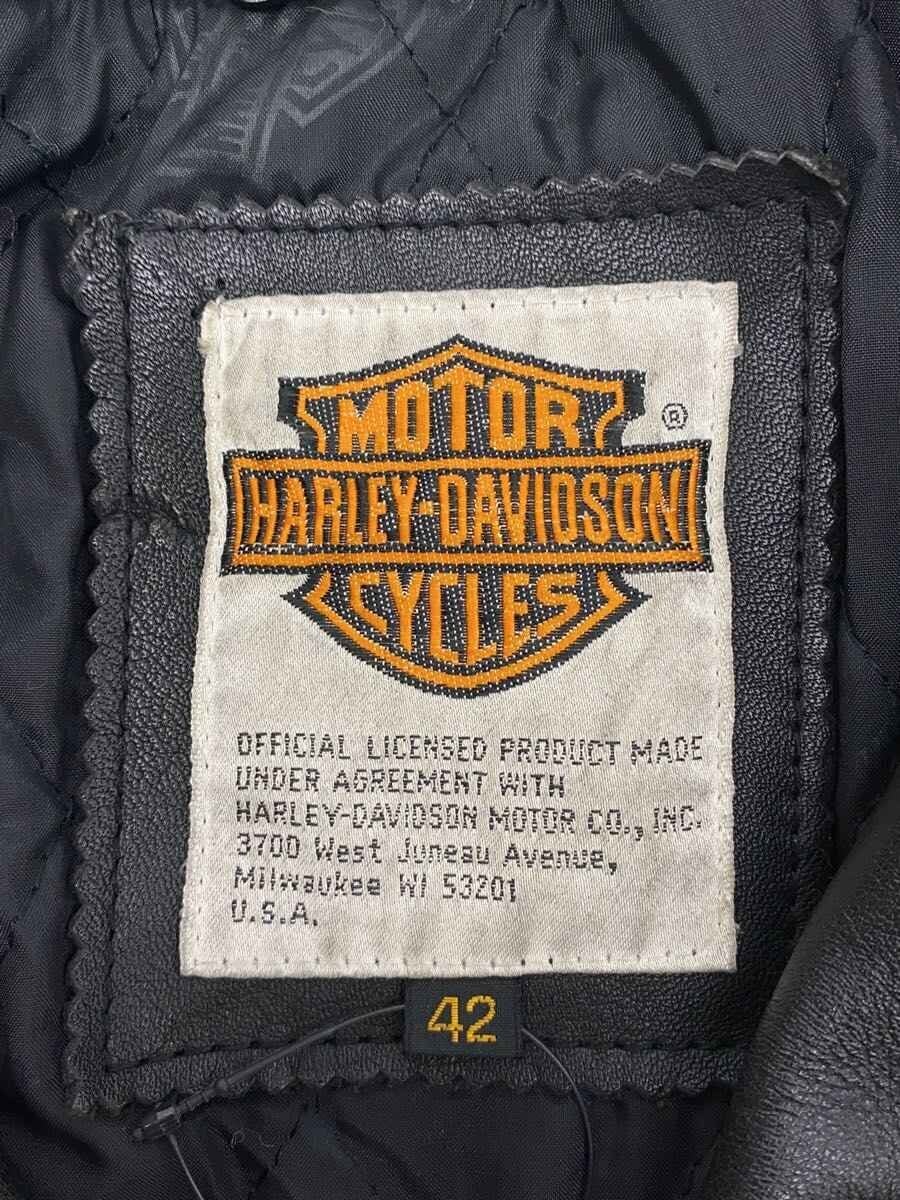 MOTOR
®
HARLEY-DAVIDSON
CYCLES
OFFICIAL LICENSED PRODUCT MADE
UNDER AGREEMENT WITH
HARLEY-DAVIDSON MOTOR CO., INC.
3700 West Juneau Avenue,
Milwaukee WI 53201
U.S.A.
42